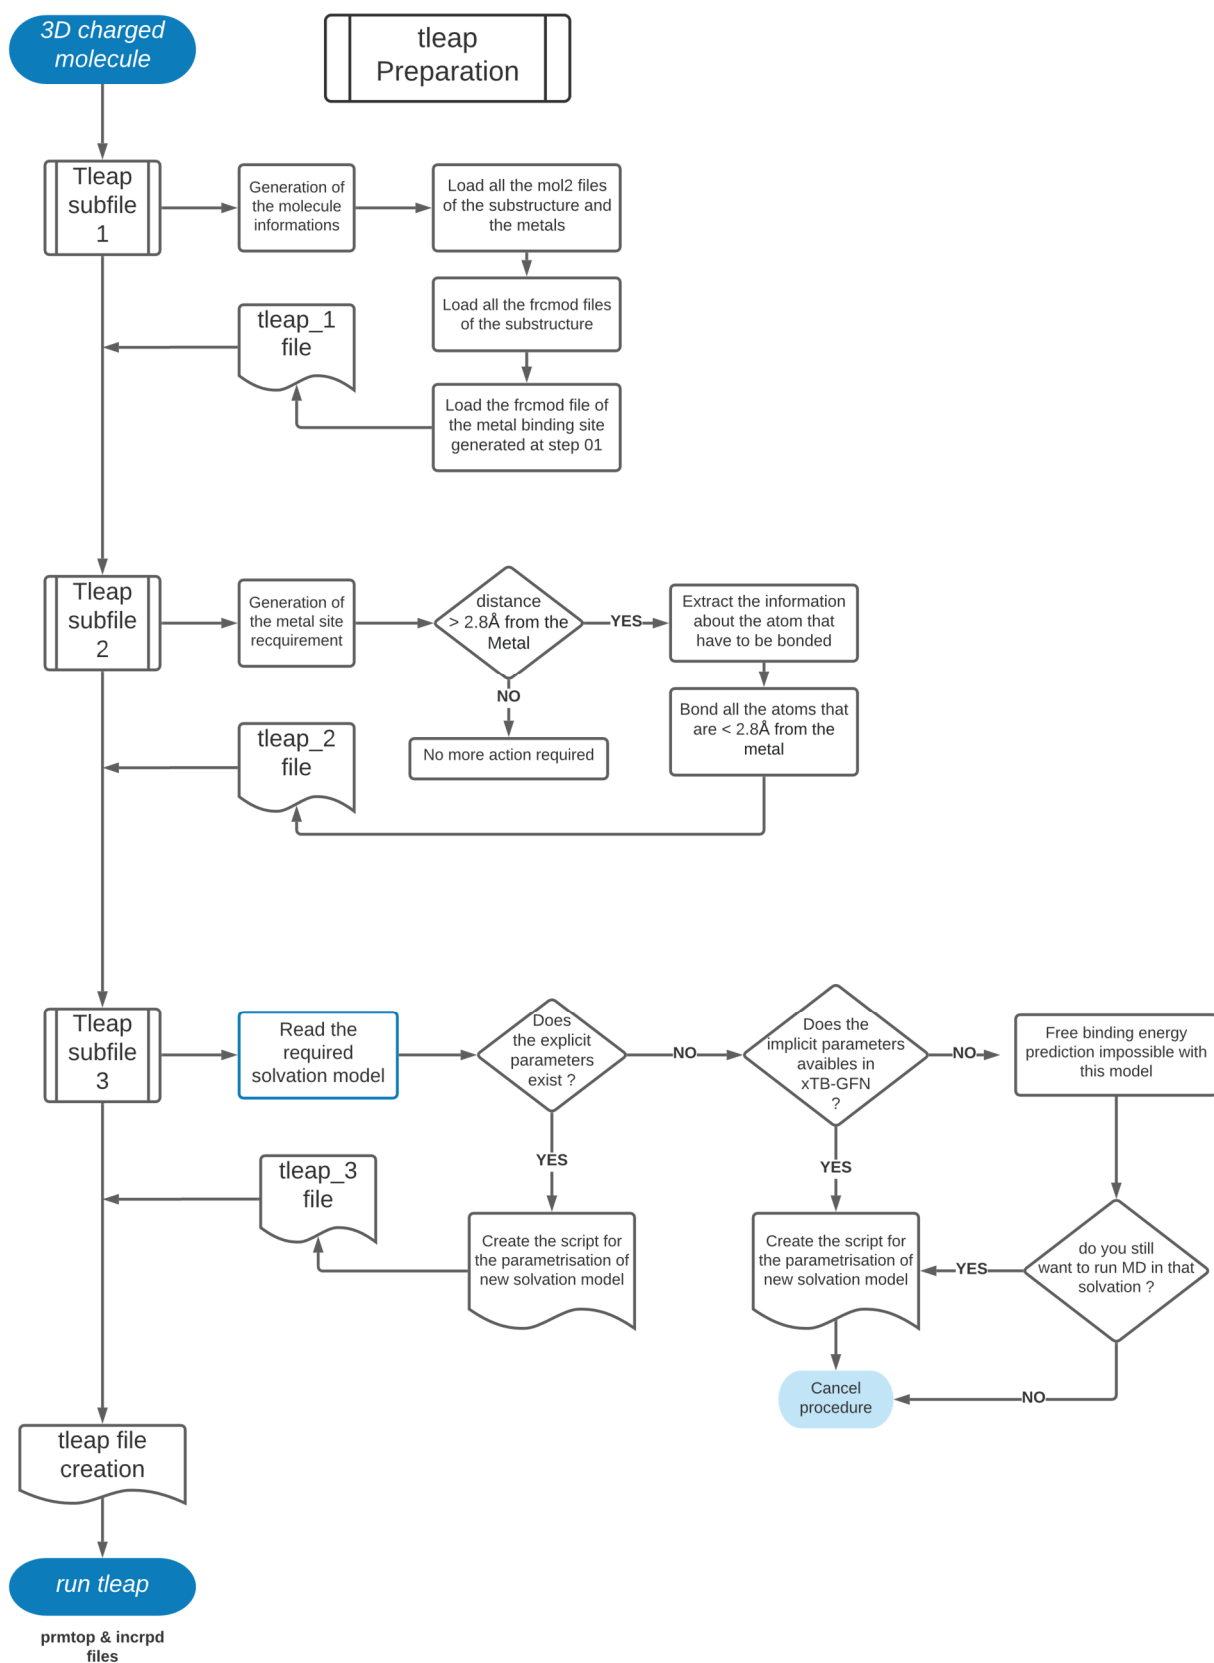 3D charged
molecule
tleap
Preparation
Tleap
subfile
1
Generation of
the molecule
informations
Load all the mol2 files
of the substructure and
the metals
Load all the frcmod files
of the substructure
tleap_1
file
Load the frcmod file of
the metal binding site
generated at step 01
Tleap
subfile
2
Generation of
the metal site
recquirement
distance
> 2.8Å from the
Metal
YES
Extract the information
about the atom that
have to be bonded
NO
Bond all the atoms that
are < 2.8Å from the
metal
No more action required
tleap_2
file
Tleap
subfile
3
Read the
required
solvation model
Does
the explicit
parameters
exist ?
NO
Does the
implicit parameters
avaibles in
xTB-GFN
?
NO
Free binding energy
prediction impossible with
this model
YES
YES
tleap_3
file
Create the script for
the parametrisation of
new solvation model
Create the script for
the parametrisation of
new solvation model
YES
do you still
want to run MD in that
solvation ?
Cancel
procedure
NO
tleap file
creation
run tleap
prmtop & incrpd
files